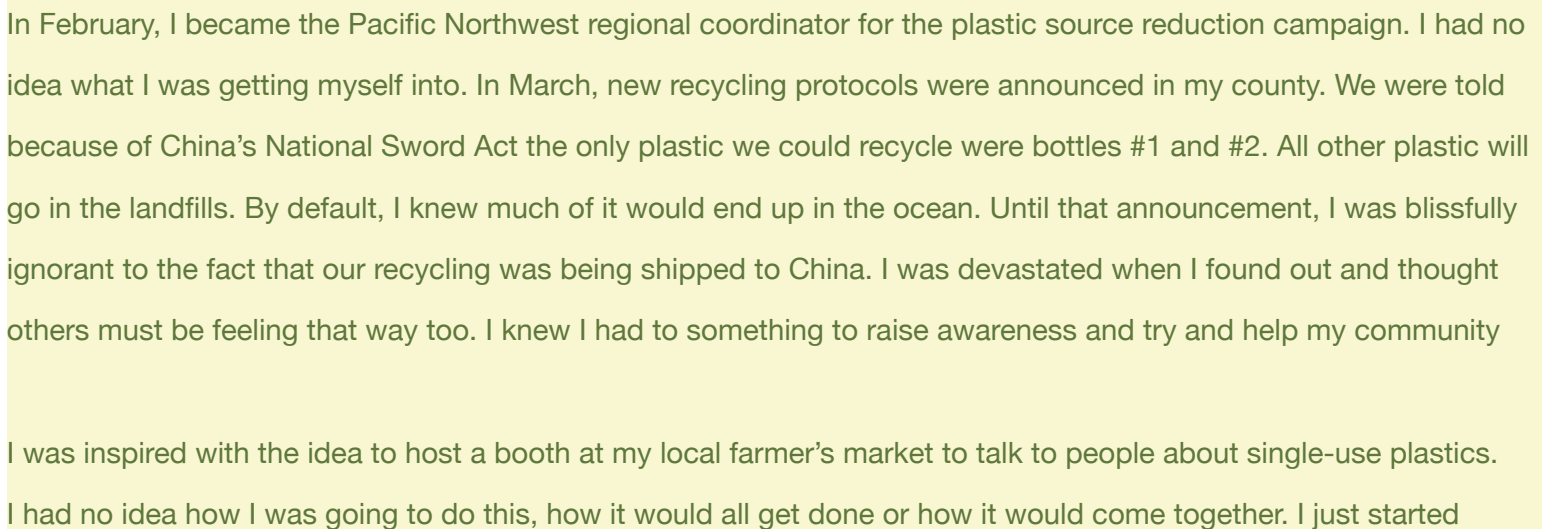 In February, I became the Pacific Northwest regional coordinator for the plastic source reduction campaign. I had no
idea what I was getting myself into. In March, new recycling protocols were announced in my county. We were told
because of China’s National Sword Act the only plastic we could recycle were bottles #1 and #2. All other plastic will
go in the landfills. By default, I knew much of it would end up in the ocean. Until that announcement, I was blissfully
ignorant to the fact that our recycling was being shipped to China. I was devastated when I found out and thought
others must be feeling that way too. I knew I had to something to raise awareness and try and help my community
I was inspired with the idea to host a booth at my local farmer’s market to talk to people about single-use plastics.
I had no idea how I was going to do this, how it would all get done or how it would come together. I just started